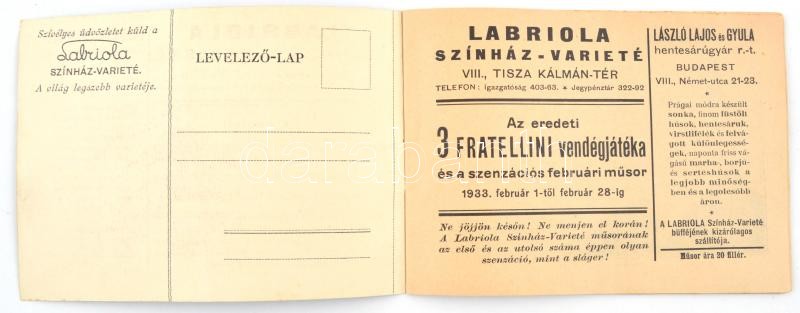 Szívélyes üdvözletet küld a
Labriola
SZÍNHÁZ-VARIETÉ.
A világ legszebb varietéje.
LEVELEZŐ-LAP
LABRIOLA
SZÍNHÁZ-VARIETÉ
VIII., TISZA KÁLMÁN-TÉR
TELEFON: Igazgatóság 403-63. * Jegypénztár 322-92
Az eredeti
3 FRATELLINI vendégjátéka
és a szenzációs februári műsor
1933. február 1-től február 28-ig
Ne jöjjön későn! Ne menjen el korán!
A Labriola Színház-Varieté műsorának
az első és az utolsó száma éppen olyan
szenzáció, mint a sláger!
LÁSZLÓ LAJOS és GYULA
hentesárúgyár r.-t.
BUDAPEST
VIII., Német-utca 21-23.
*
Prágai módra készült
sonka, finom füstölt
húsok, hentesáruk,
virstlifélék és felvá-
gott különlegessé-
gek, naponta friss vá-
gású marha-, borjú-
és serteshúsok a
legjobb minőség-
ben és a legolcsóbb
áron.
*
A LABRIOLA Színház-Varieté
büfféjének kizárólagos
szállítója.
Műsor ára 20 fillér.
darabanth